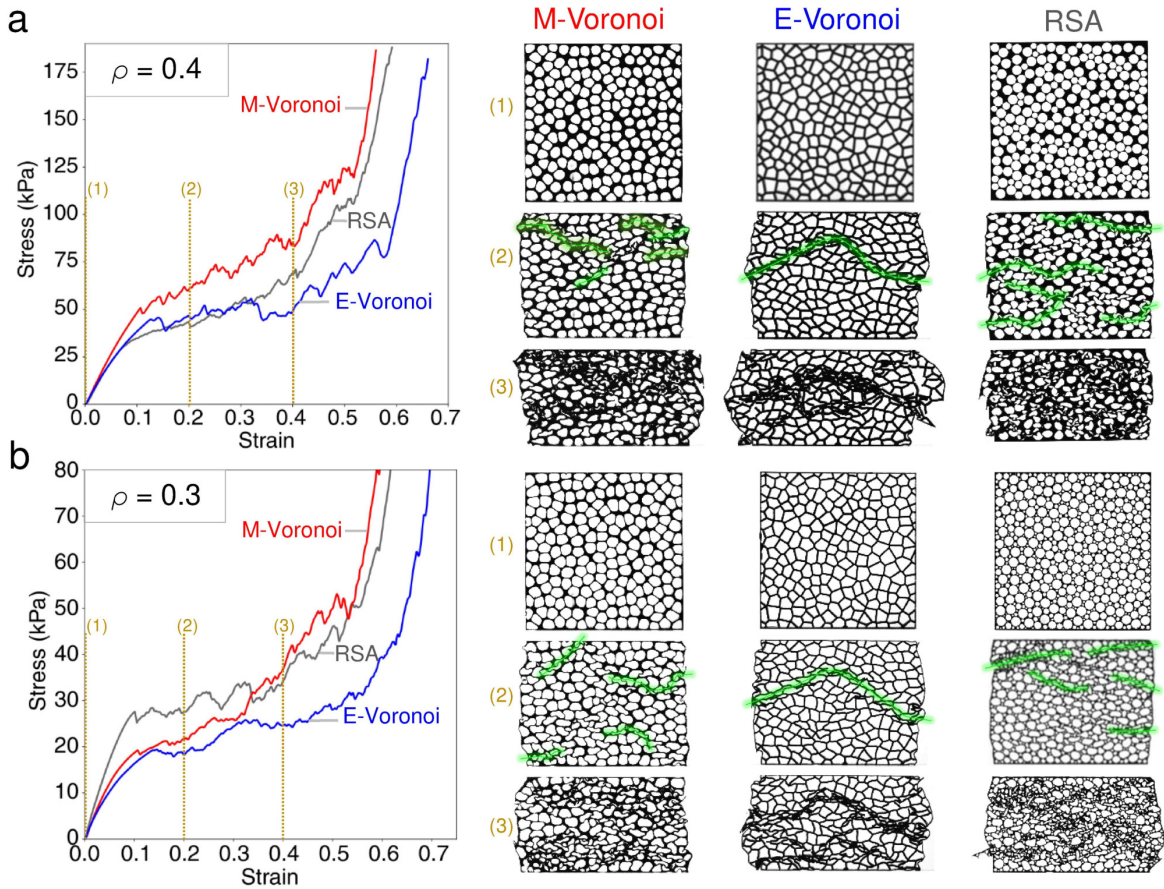 a
M-Voronoi E-Voronoi RSA
ρ = 0.4
175
150
125
100
75
50
25
0
Stress (kPa)
M-Voronoi
RSA
E-Voronoi
(1) (2) (3)
0.0 0.1 0.2 0.3 0.4 0.5 0.6 0.7
Strain
(1)
(2)
(3)
b
ρ = 0.3
80
70
60
50
40
30
20
10
0
Stress (kPa)
M-Voronoi
RSA
E-Voronoi
(1) (2) (3)
0.0 0.1 0.2 0.3 0.4 0.5 0.6 0.7
Strain
(1)
(2)
(3)